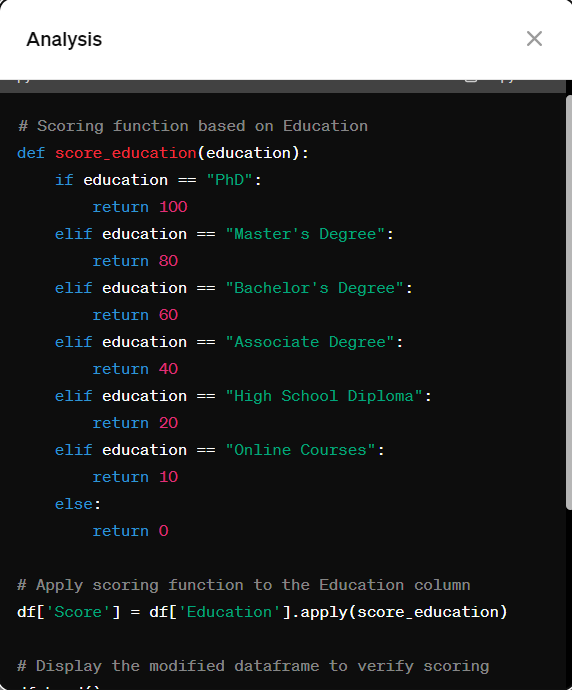 Analysis
# Scoring function based on Education
def score_education(education):
    if education == "PhD":
        return 100
    elif education == "Master's Degree":
        return 80
    elif education == "Bachelor's Degree":
        return 60
    elif education == "Associate Degree":
        return 40
    elif education == "High School Diploma":
        return 20
    elif education == "Online Courses":
        return 10
    else:
        return 0
# Apply scoring function to the Education column
df['Score'] = df['Education'].apply(score_education)
# Display the modified dataframe to verify scoring